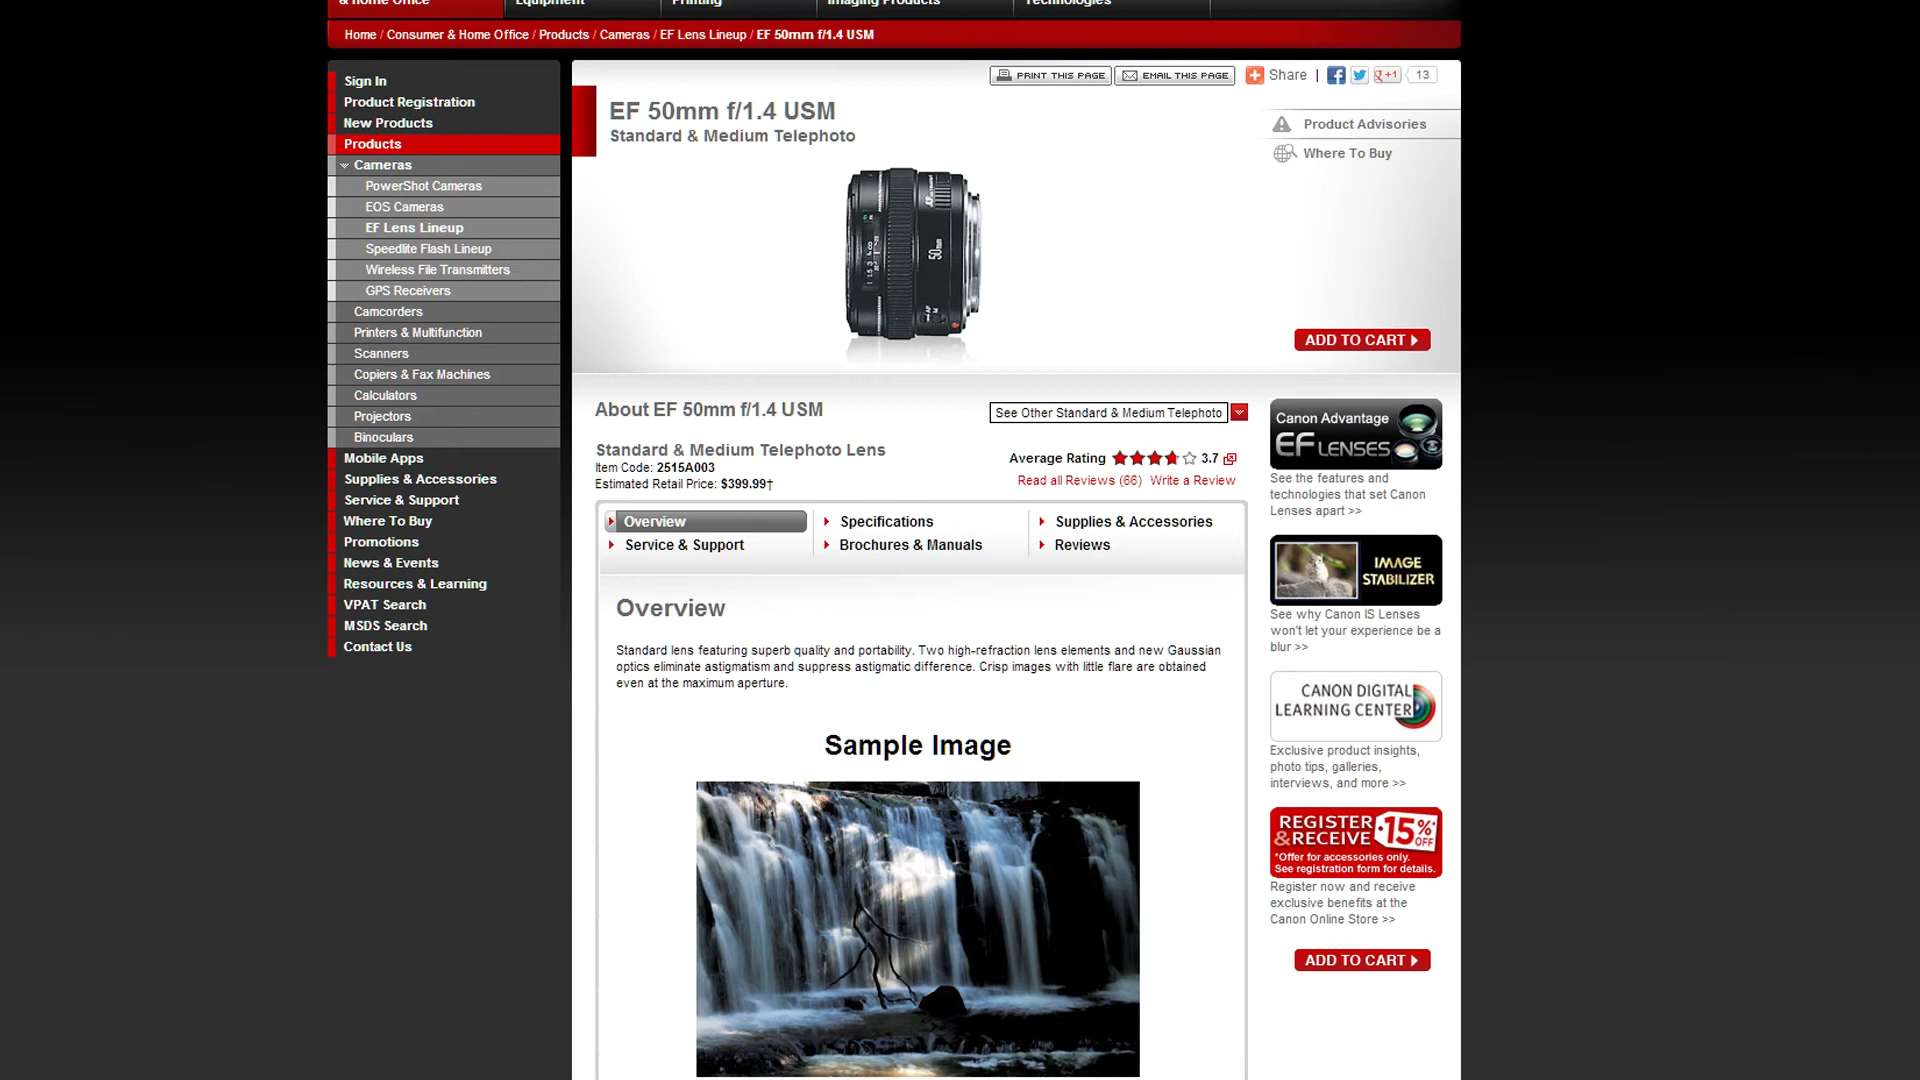 & Home Office Equipment Printing Imaging Products Technologies
Home / Consumer & Home Office / Products / Cameras / EF Lens Lineup / EF 50mm f/1.4 USM
Sign In
Product Registration
New Products
Products
Cameras
PowerShot Cameras
EOS Cameras
EF Lens Lineup
Speedlite Flash Lineup
Wireless File Transmitters
GPS Receivers
Camcorders
Printers & Multifunction
Scanners
Copiers & Fax Machines
Calculators
Projectors
Binoculars
Mobile Apps
Supplies & Accessories
Service & Support
Where To Buy
Promotions
News & Events
Resources & Learning
VPAT Search
MSDS Search
Contact Us
PRINT THIS PAGE EMAIL THIS PAGE Share | +1 13
EF 50mm f/1.4 USM
Standard & Medium Telephoto
Product Advisories
Where To Buy
50mm
ADD TO CART
About EF 50mm f/1.4 USM
See Other Standard & Medium Telephoto
Standard & Medium Telephoto Lens
Item Code: 2515A003
Estimated Retail Price: $399.99†
Average Rating 3.7
Read all Reviews (66) Write a Review
Overview Specifications Supplies & Accessories
Service & Support Brochures & Manuals Reviews
Overview
Standard lens featuring superb quality and portability. Two high-refraction lens elements and new Gaussian
optics eliminate astigmatism and suppress astigmatic difference. Crisp images with little flare are obtained
even at the maximum aperture.
Sample Image
Canon Advantage
EF LENSES
See the features and
technologies that set Canon
Lenses apart >>
IMAGE
STABILIZER
See why Canon IS Lenses
won't let your experience be a
blur >>
CANON DIGITAL
LEARNING CENTER
Exclusive product insights,
photo tips, galleries,
interviews, and more >>
REGISTER
& RECEIVE 15% OFF
*Offer for accessories only.
See registration form for details.
Register now and receive
exclusive benefits at the
Canon Online Store >>
ADD TO CART